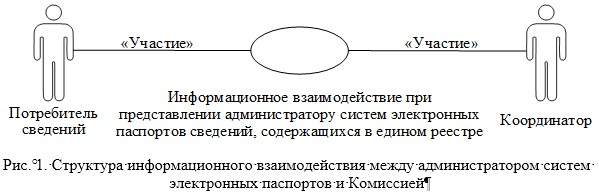 «Участие»
«Участие»
Потребитель
сведений
Информационное взаимодействие при
представлении администратору систем электронных
паспортов сведений, содержащихся в едином реестре
Координатор
Рис.°1.·Структура·информационного·взаимодействия·между·администратором·систем·
электронных·паспортов·и·Комиссией¶